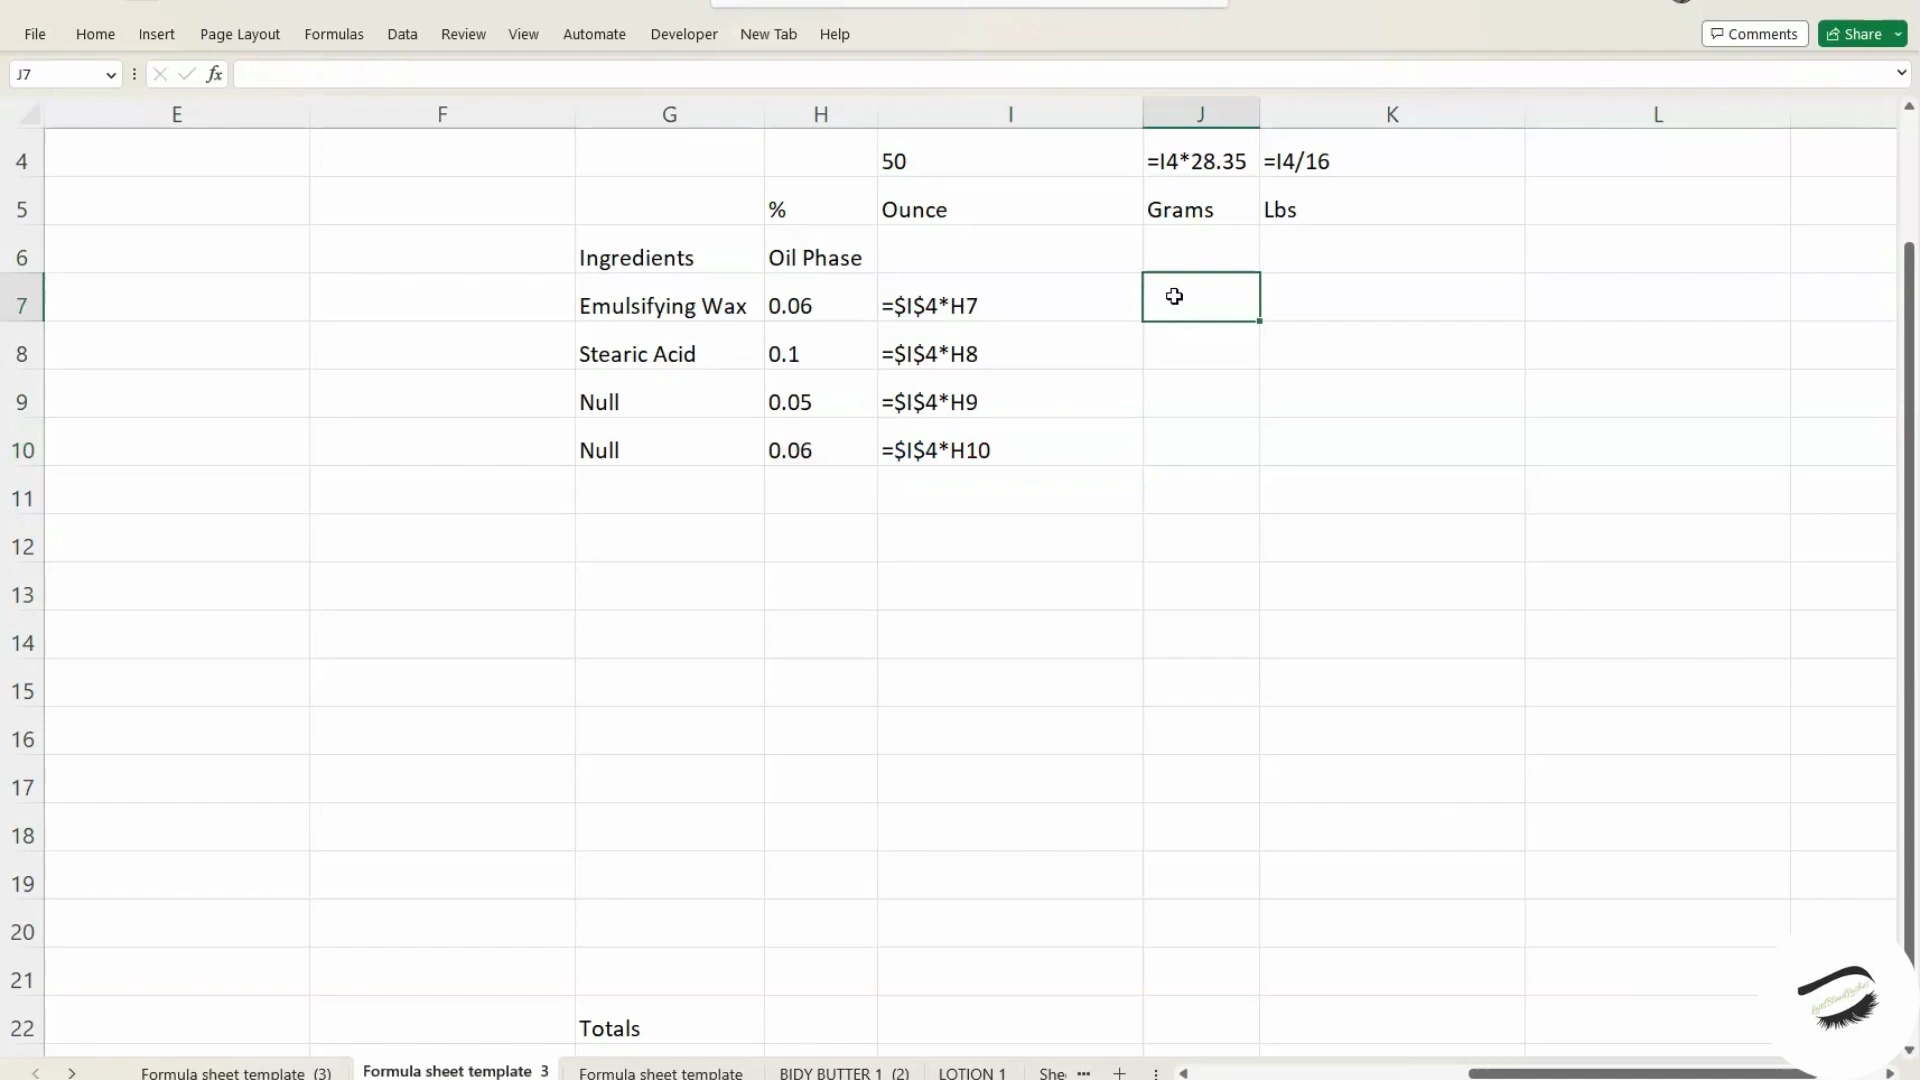 File Home Insert Page Layout Formulas Data Review View Automate Developer New Tab Help Comments Share
J7 fx
E F G H I J K L
4 50 =I4*28.35 =I4/16
5 % Ounce Grams Lbs
6 Ingredients Oil Phase
7 Emulsifying Wax 0.06 =$I$4*H7
8 Stearic Acid 0.1 =$I$4*H8
9 Null 0.05 =$I$4*H9
10 Null 0.06 =$I$4*H10
11
12
13
14
15
16
17
18
19
20
21
22 Totals
Formula sheet template (3) Formula sheet template 3 Formula sheet template BIDY BUTTER 1 (2) LOTION 1 She